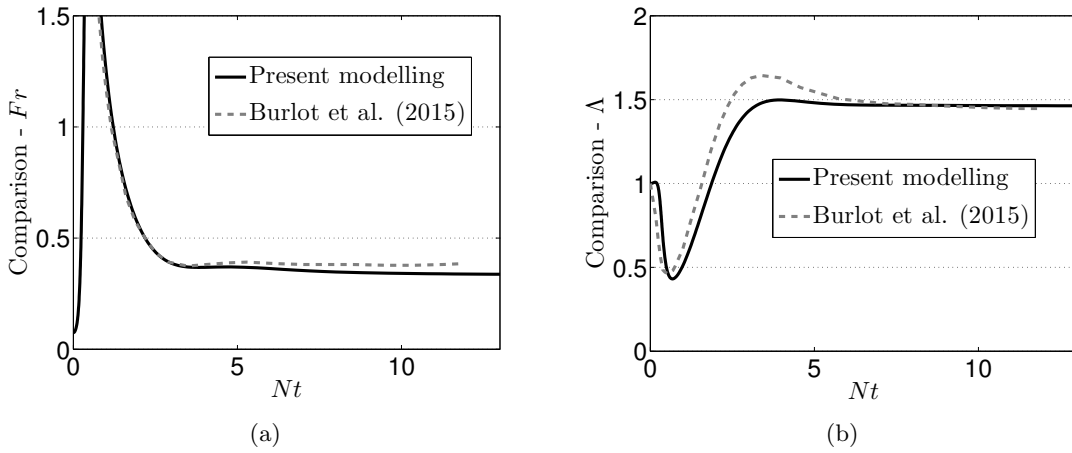 1.5
1
0.5
0
0
5
10
Comparison - Fr
Nt
Present modelling
Burlot et al. (2015)
(a)
2
1.5
1
0.5
0
0
5
10
Comparison - Λ
Nt
Present modelling
Burlot et al. (2015)
(b)